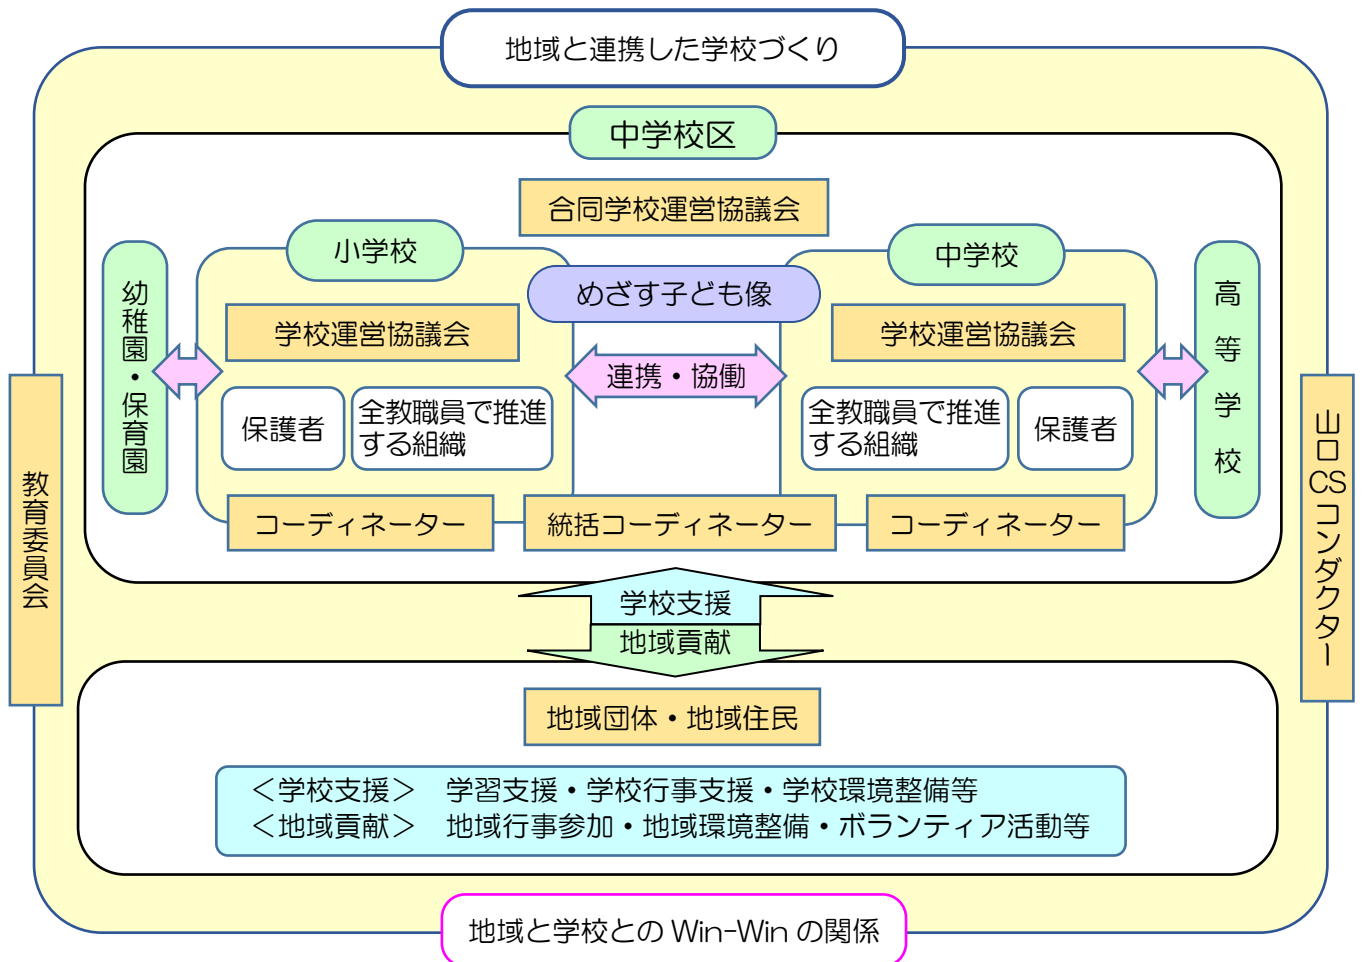 地域と連携した学校づくり
中学校区
合同学校運営協議会
小学校
中学校
めざす子ども像
幼稚園・保育園
高等学校
学校運営協議会
学校運営協議会
連携・協働
保護者
全教職員で推進
する組織
全教職員で推進
する組織
保護者
コーディネーター
統括コーディネーター
コーディネーター
教育委員会
山口CSコンダクター
学校支援
地域貢献
地域団体・地域住民
＜学校支援＞　学習支援・学校行事支援・学校環境整備等
＜地域貢献＞　地域行事参加・地域環境整備・ボランティア活動等
地域と学校とのWin-Winの関係